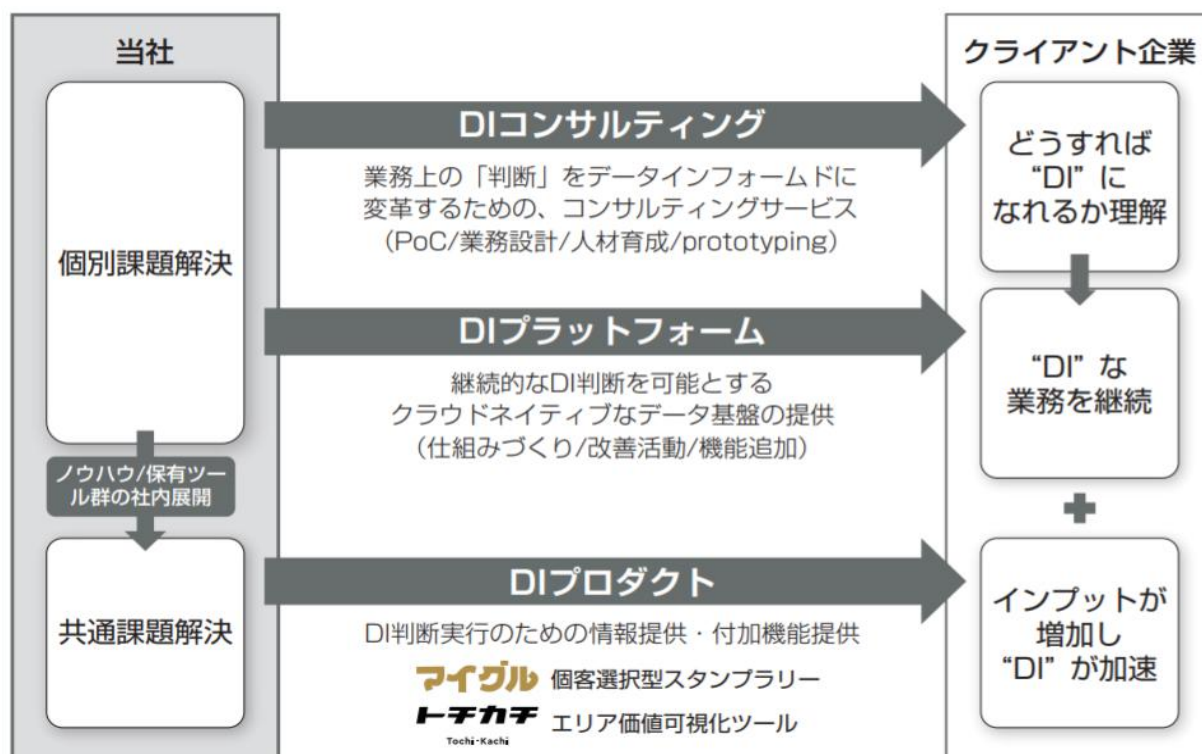 当社
クライアント企業
個別課題解決
DIコンサルティング
業務上の「判断」をデータインフォームドに
変革するための、コンサルティングサービス
(PoC/業務設計/人材育成/prototyping)
どうすれば
“DI” に
なれるか理解
DIプラットフォーム
継続的なDI判断を可能とする
クラウドネイティブなデータ基盤の提供
(仕組みづくり/改善活動/機能追加)
“DI” な
業務を継続
ノウハウ/保有ツー
ル群の社内展開
共通課題解決
DIプロダクト
DI判断実行のための情報提供・付加機能提供
マイグル 個客選択型スタンプラリー
トチカチ エリア価値可視化ツール
Tochi-Kachi
インプットが
増加し
“DI” が加速